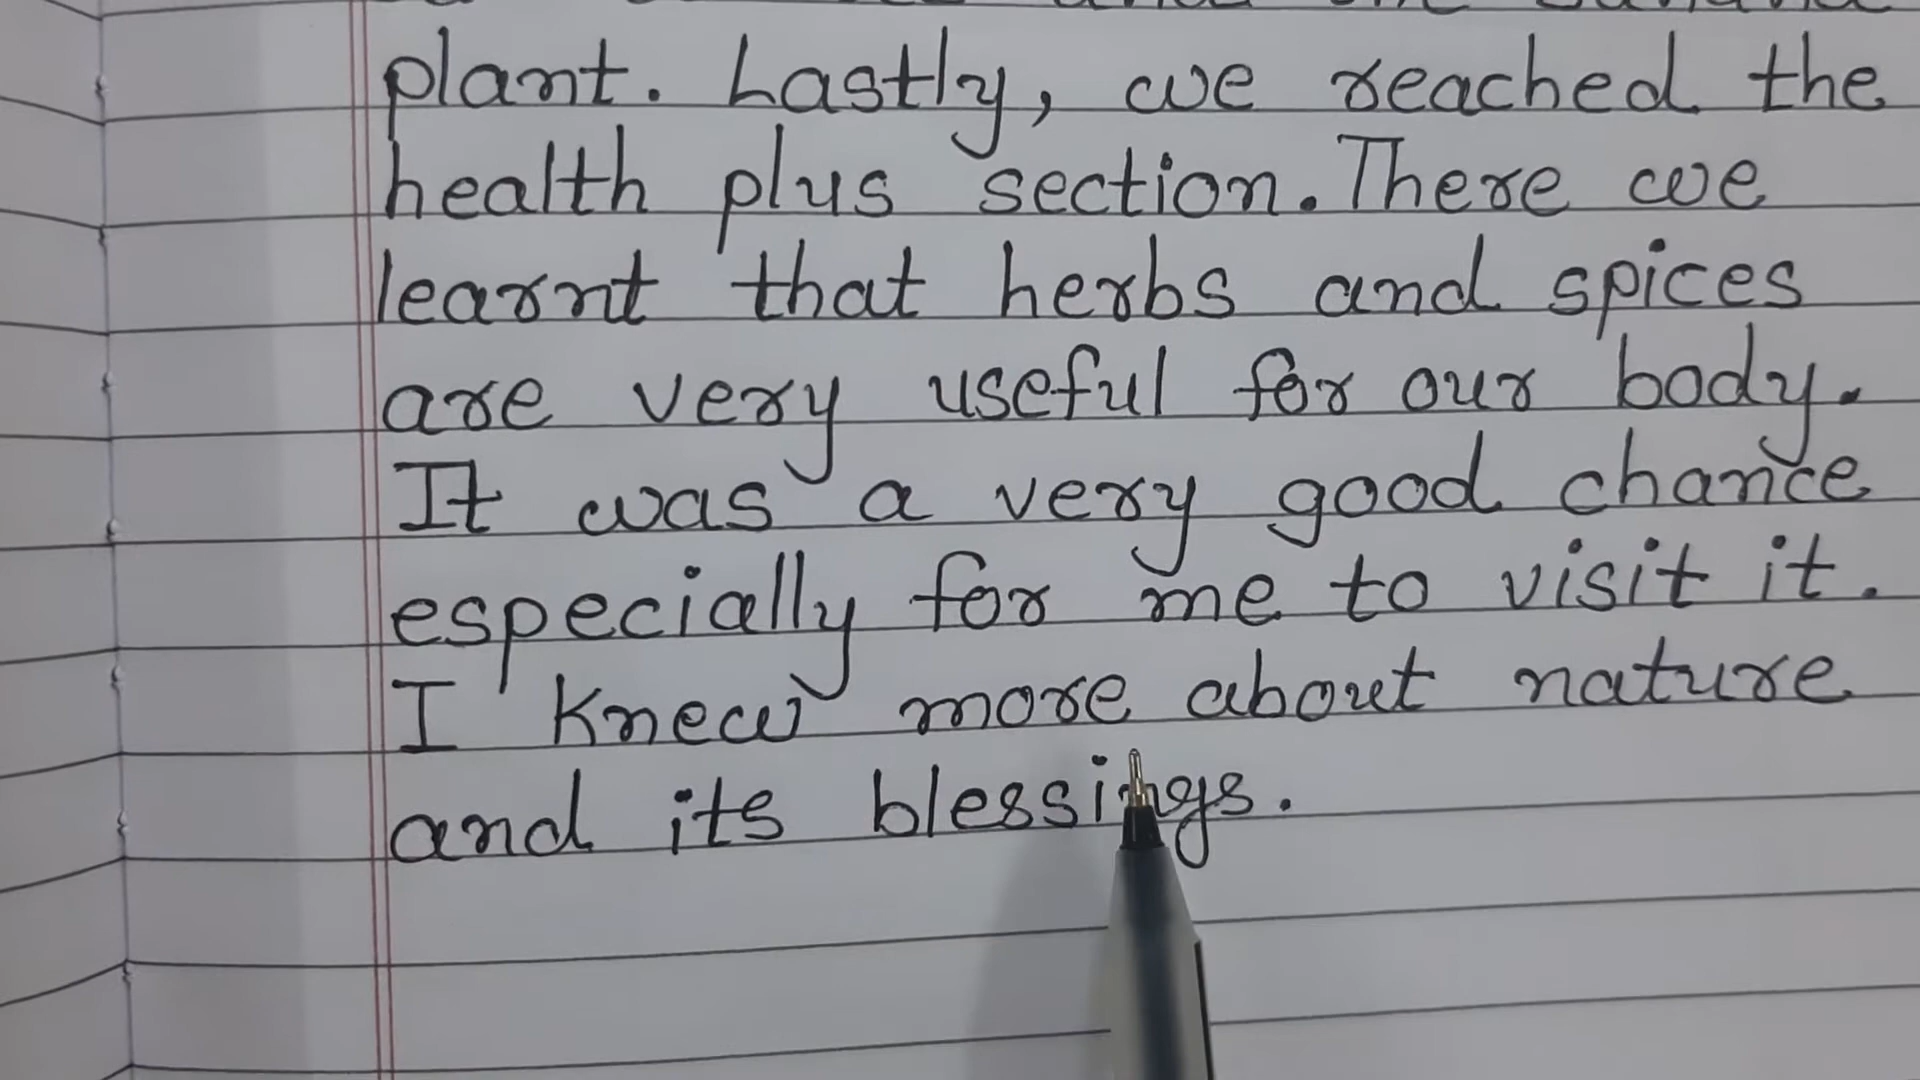 plant. Lastly, we reached the
health plus section. There we
learnt that herbs and spices
are very useful for our body.
It was a very good chance
especially for me to visit it.
I knew more about nature
and its blessings.